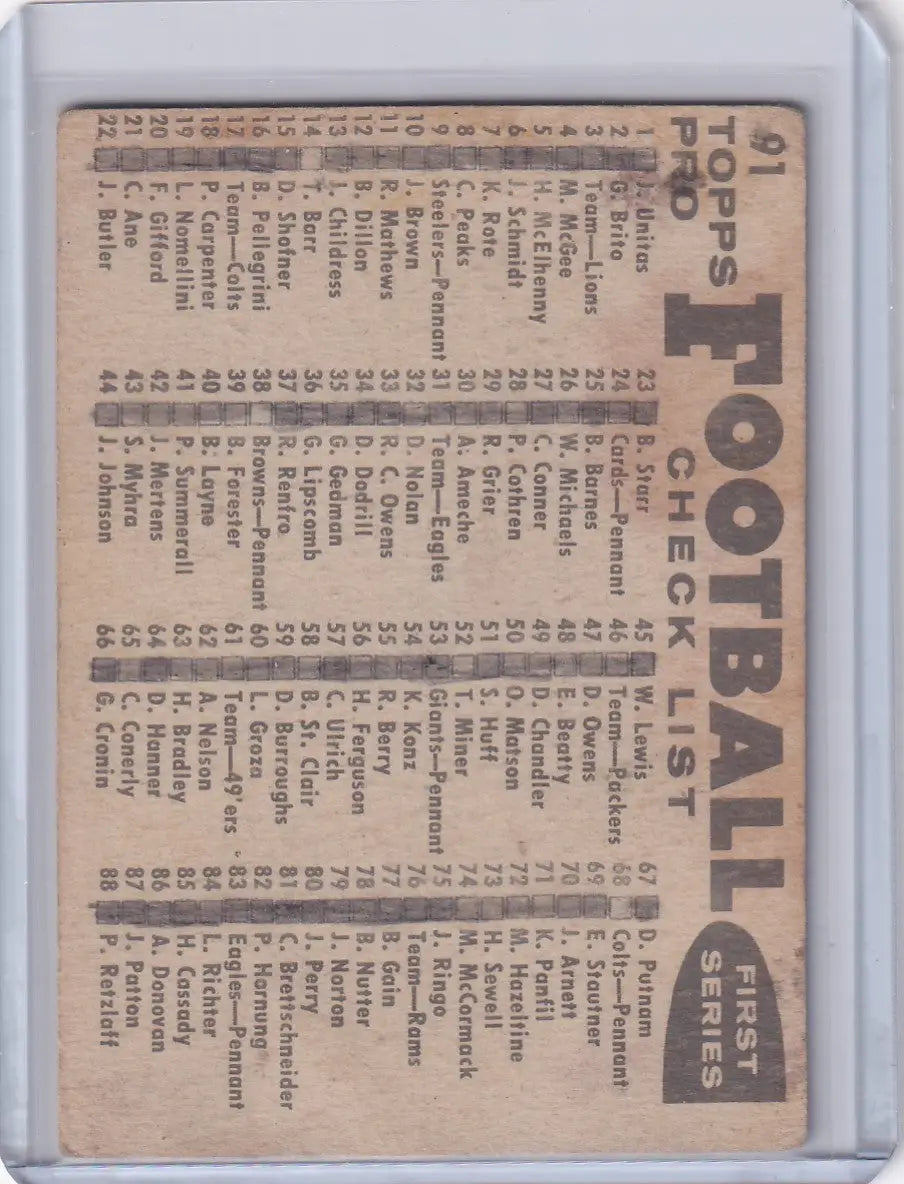 91
TOPPS PRO FOOTBALL
CHECK LIST
FIRST SERIES
1 J. Unitas
2 G. Brito
3 Team—Lions
4 M. McGee
5 H. McElhenny
6 J. Schmidt
7 K. Rote
8 C. Peaks
9 Steelers—Pennant
10 J. Brown
11 R. Mathews
12 B. Dillon
13 J. Childress
14 T. Barr
15 D. Shofner
16 B. Pellegrini
17 Team—Colts
18 P. Carpenter
19 L. Nomellini
20 F. Gifford
21 C. Ane
22 J. Butler
23 B. Starr
24 Cards—Pennant
25 B. Barnes
26 W. Michaels
27 C. Conner
28 P. Cothren
29 R. Grier
30 A. Ameche
31 Team—Eagles
32 D. Nolan
33 R. C. Owens
34 D. Dodrill
35 G. Gedman
36 G. Lipscomb
37 R. Renfro
38 Browns—Pennant
39 B. Forester
40 B. Layne
41 P. Summerall
42 J. Mertens
43 S. Myhra
44 J. Johnson
45 W. Lewis
46 Team—Packers
47 D. Owens
48 E. Beatty
49 D. Chandler
50 O. Matson
51 S. Huff
52 T. Miner
53 Giants—Pennant
54 K. Konz
55 R. Berry
56 H. Ferguson
57 C. Ulrich
58 B. St. Clair
59 D. Burroughs
60 L. Groza
61 Team—49'ers
62 A. Nelson
63 H. Bradley
64 D. Hanner
65 C. Conerly
66 G. Cronin
67 D. Putnam
68 Colts—Pennant
69 E. Stautner
70 J. Arnett
71 K. Panfil
72 M. Hazeltine
73 H. Sewell
74 M. McCormack
75 J. Ringo
76 Team—Rams
77 B. Gain
78 B. Nutter
79 J. Norton
80 J. Perry
81 C. Brettschneider
82 P. Hornung
83 Eagles—Pennant
84 L. Richter
85 H. Cassady
86 A. Donovan
87 J. Patton
88 P. Retzlaff